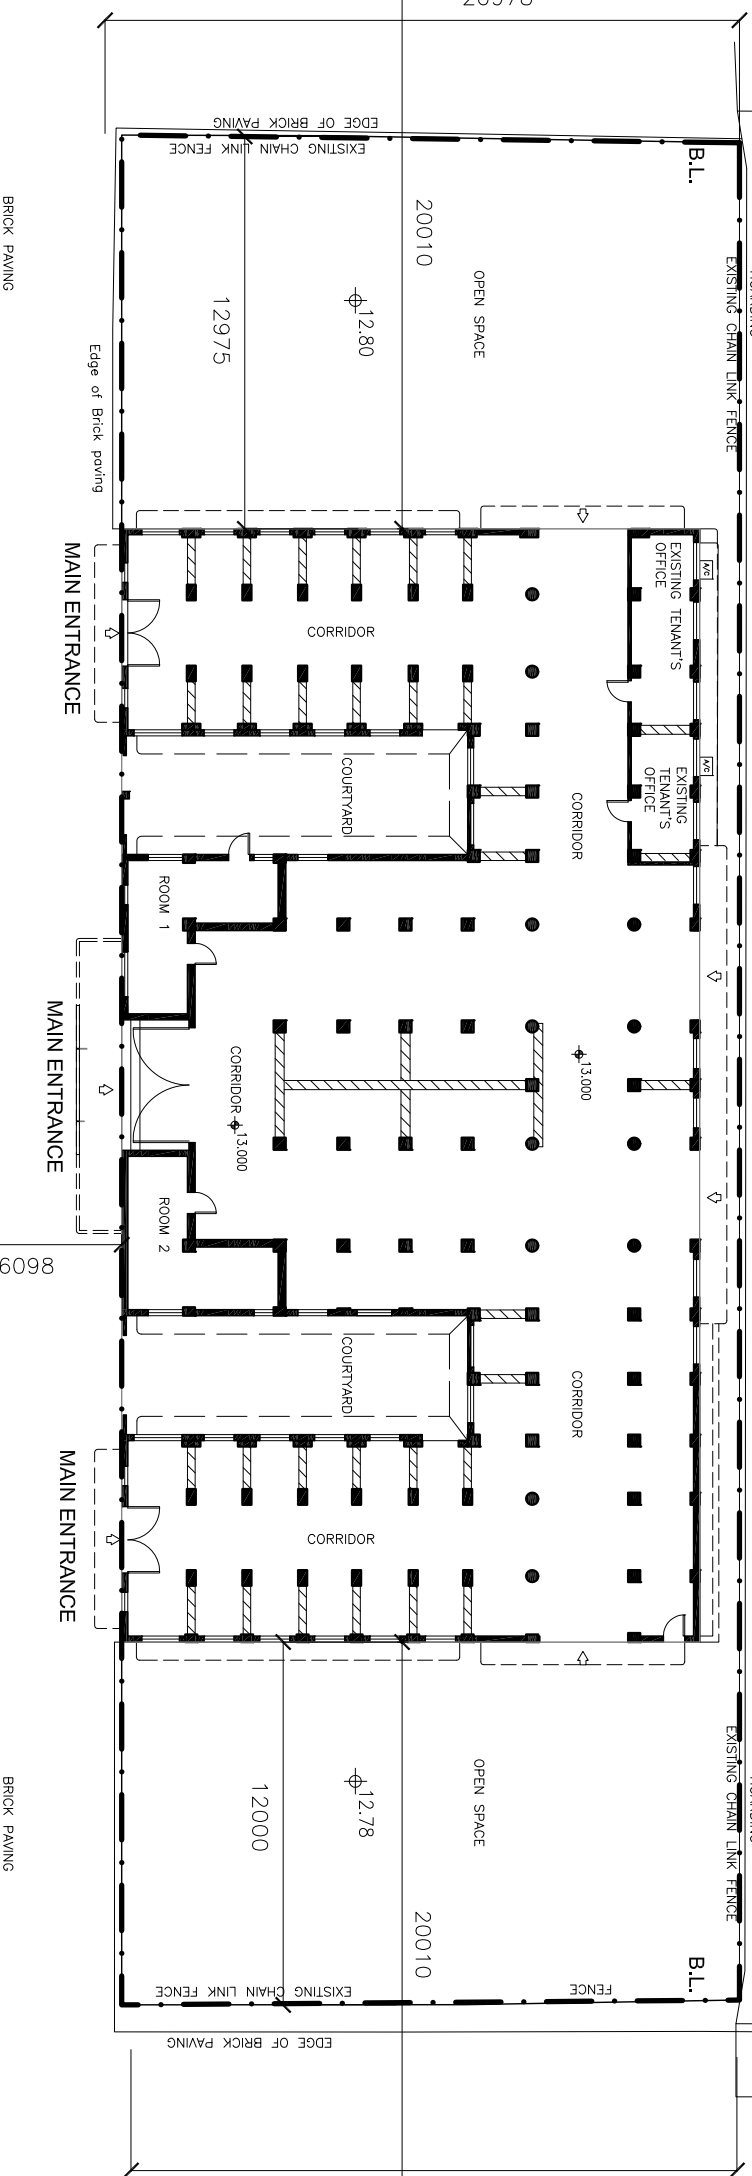 20978
EDGE OF BRICK PAVING
EXISTING CHAIN LINK FENCE
B.L.
BRICK PAVING
20010
EXISTING CHAIN LINK FENCE
OPEN SPACE
12975
12.80
Edge of Brick paving
MAIN ENTRANCE
EXISTING TENANT'S
OFFICE
A/C
CORRIDOR
COURTYARD
EXISTING
TENANT'S
OFFICE
A/C
CORRIDOR
ROOM 1
MAIN ENTRANCE
CORRIDOR
13.000
13.000
ROOM 2
6098
COURTYARD
CORRIDOR
MAIN ENTRANCE
CORRIDOR
EXISTING CHAIN LINK FENCE
OPEN SPACE
12000
12.78
BRICK PAVING
20010
B.L.
EXISTING CHAIN LINK FENCE
FENCE
EDGE OF BRICK PAVING